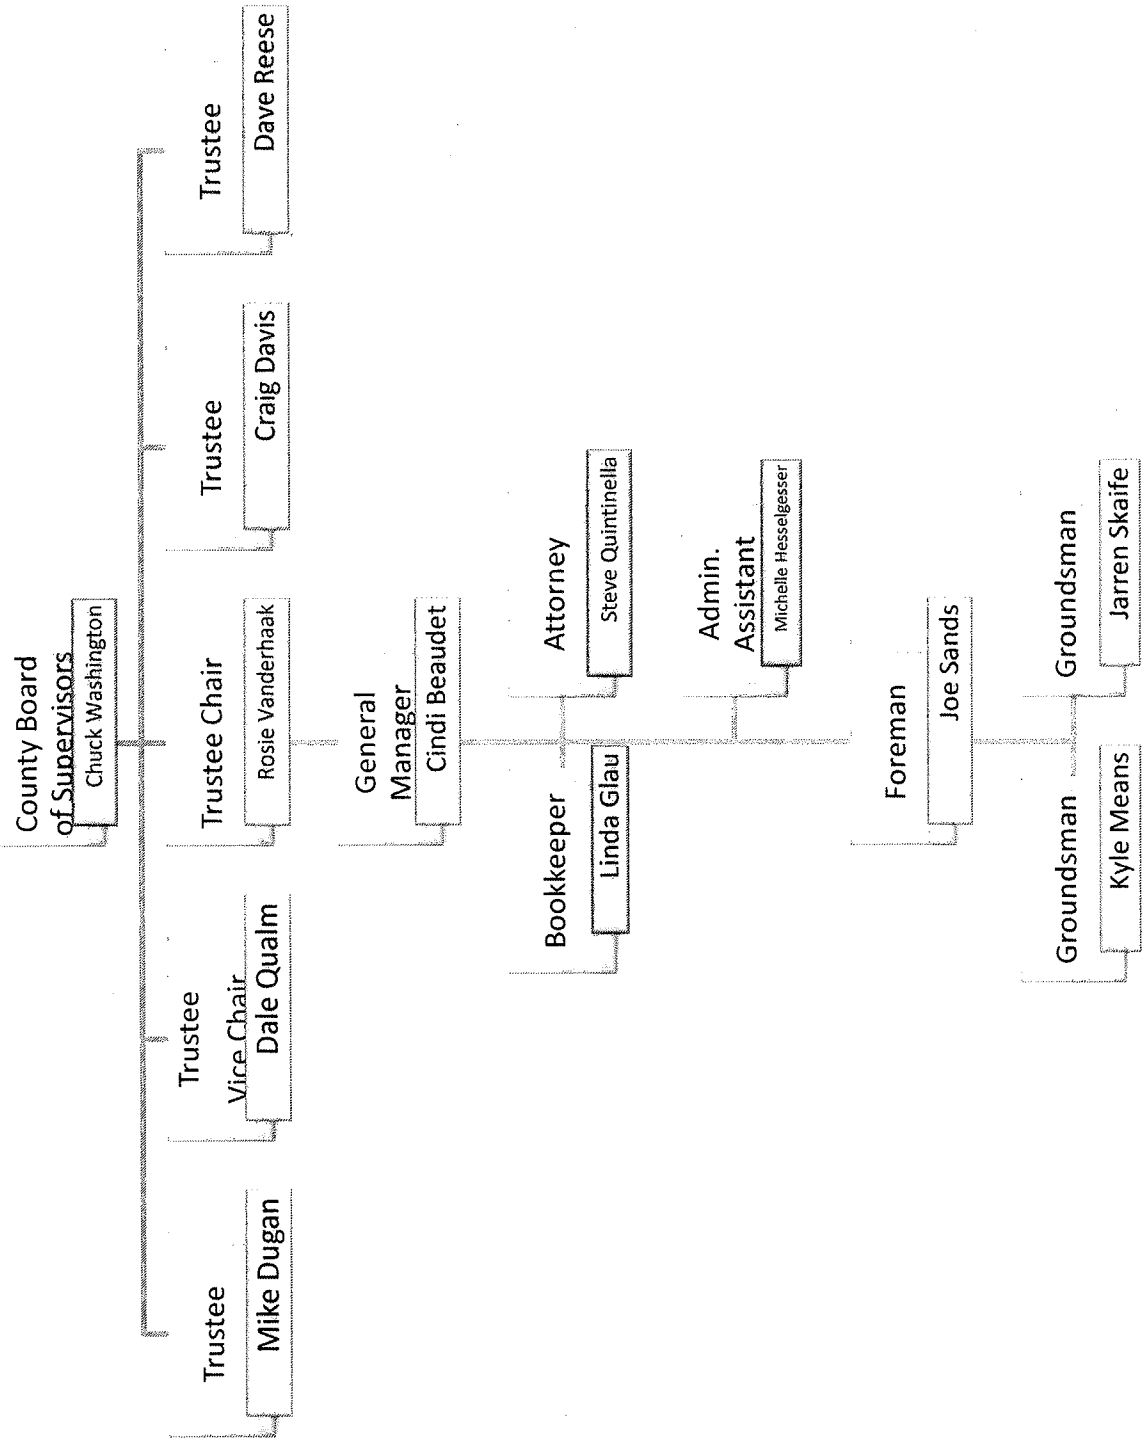 County Board
of Supervisors
Chuck Washington
Trustee
Mike Dugan
Trustee
Vice Chair
Dale Qualm
Trustee Chair
Rosie Vanderhaak
Trustee
Craig Davis
Trustee
Dave Reese
General
Manager
Cindi Beaudet
Bookkeeper
Linda Glau
Attorney
Steve Quintinella
Admin.
Assistant
Michelle Hesselgesser
Foreman
Joe Sands
Groundsman
Kyle Means
Groundsman
Jarren Skaife